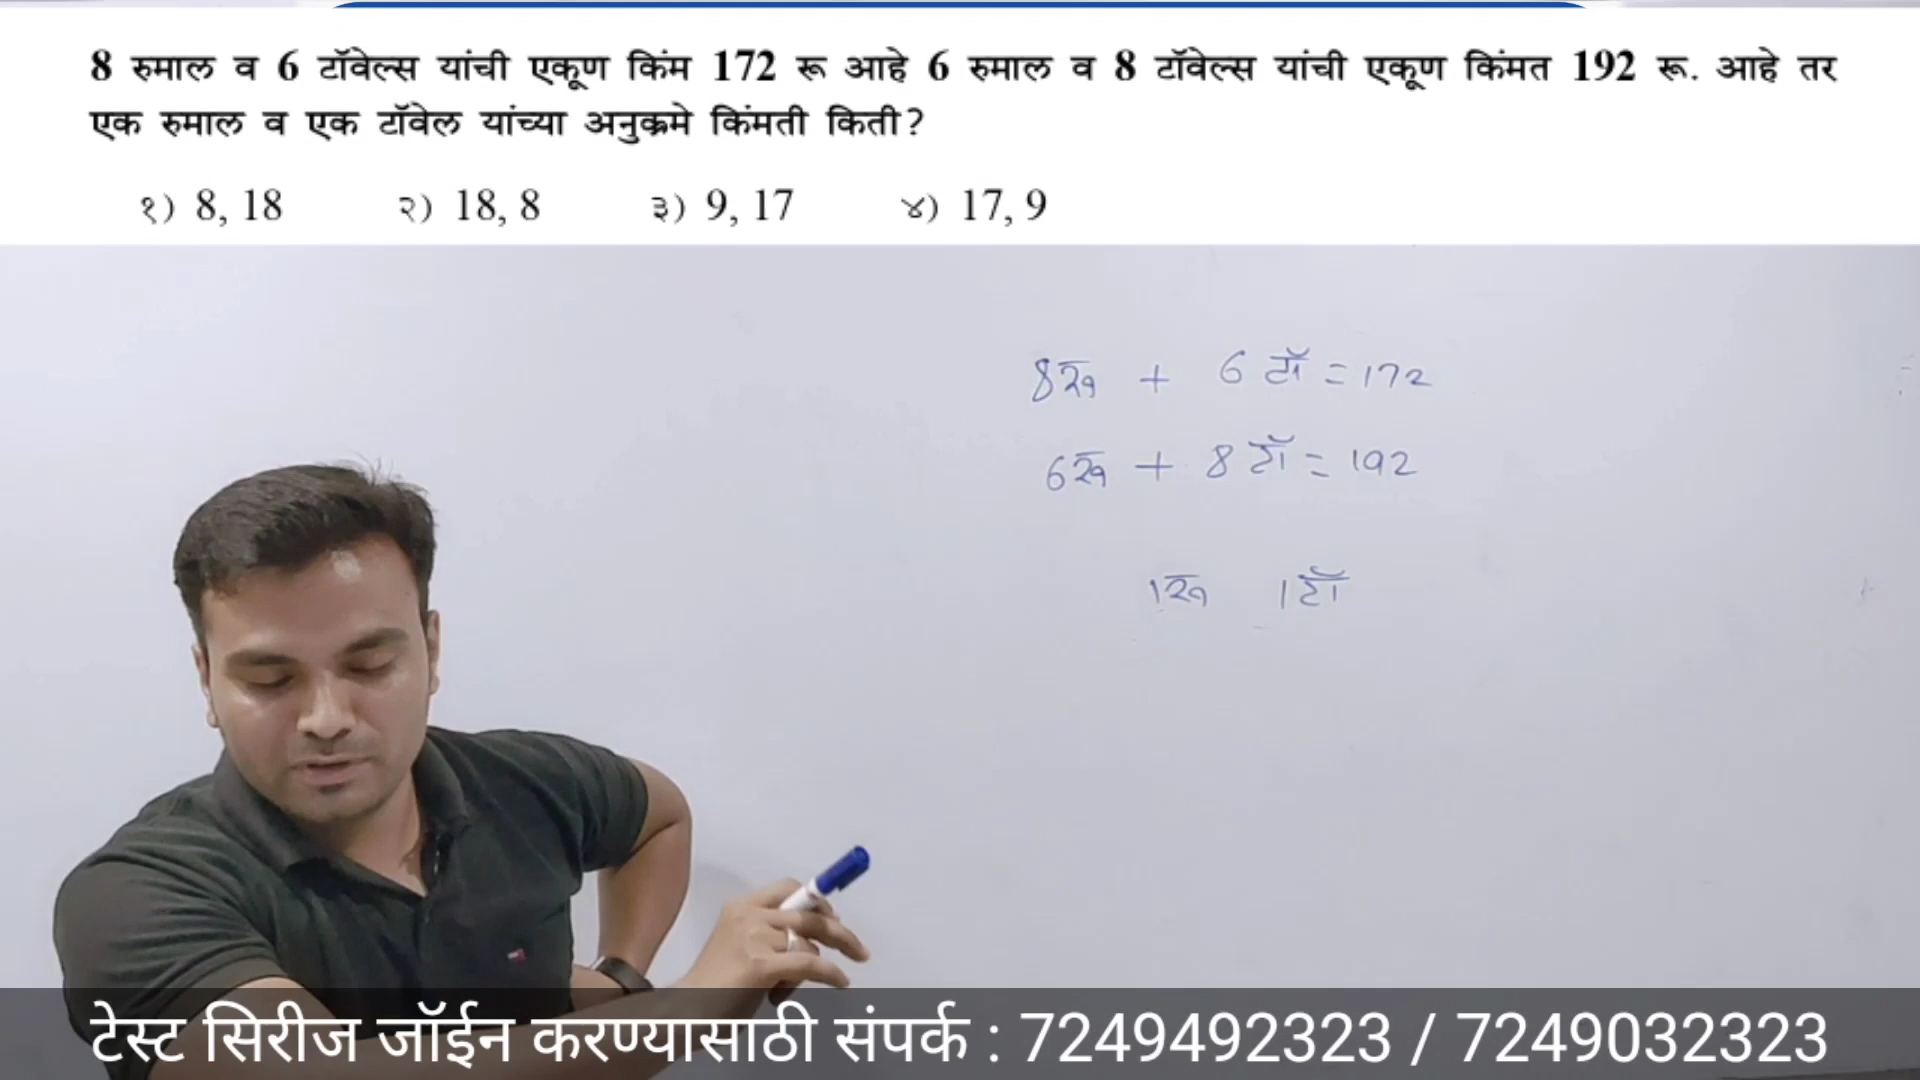 8 रुमाल व 6 टॉवेल्स यांची एकूण किंम 172 रू आहे 6 रुमाल व 8 टॉवेल्स यांची एकूण किंमत 192 रू. आहे तर
एक रुमाल व एक टॉवेल यांच्या अनुक्रमे किंमती किती?
१) 8, 18 २) 18, 8 ३) 9, 17 ४) 17, 9
8रु + 6 टॉ = 172
6रु + 8 टॉ = 192
1रु 1टॉ
टेस्ट सिरीज जॉईन करण्यासाठी संपर्क : 7249492323 / 7249032323